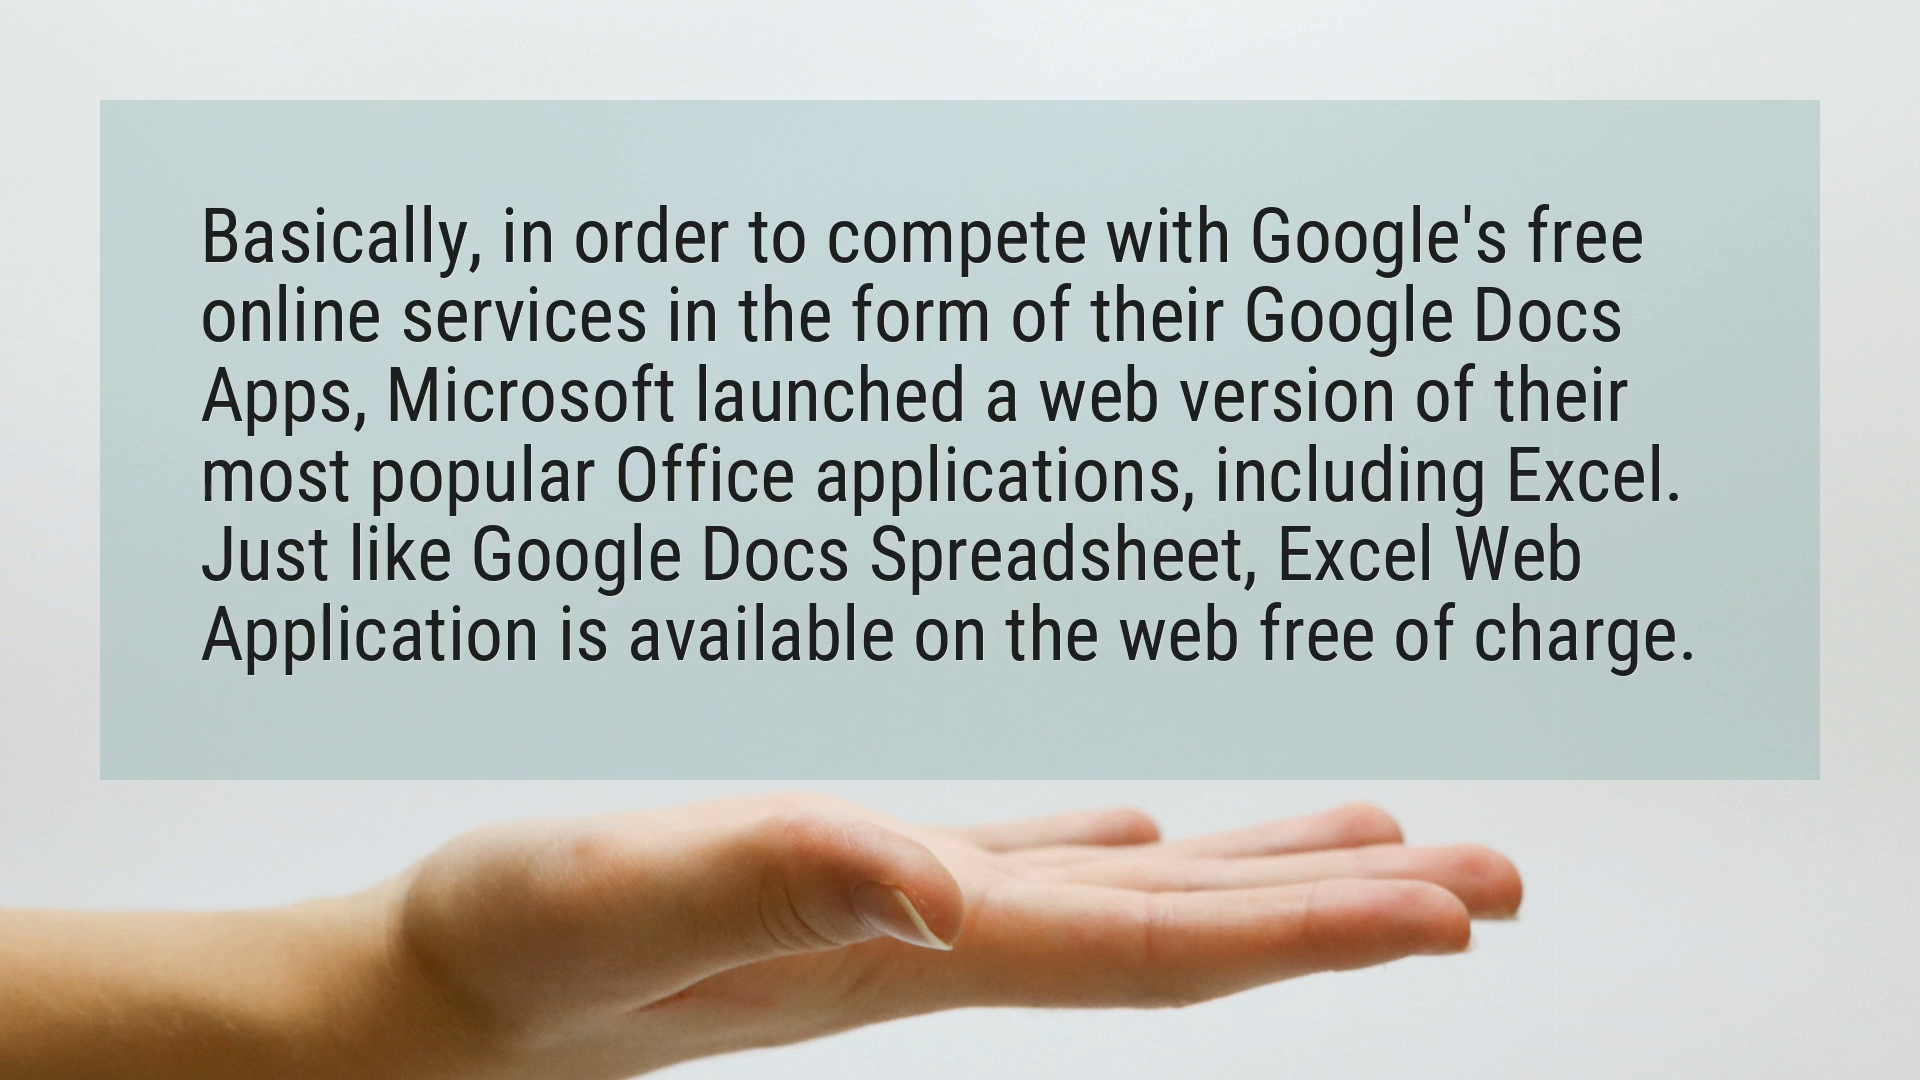 Basically, in order to compete with Google's free
online services in the form of their Google Docs
Apps, Microsoft launched a web version of their
most popular Office applications, including Excel.
Just like Google Docs Spreadsheet, Excel Web
Application is available on the web free of charge.